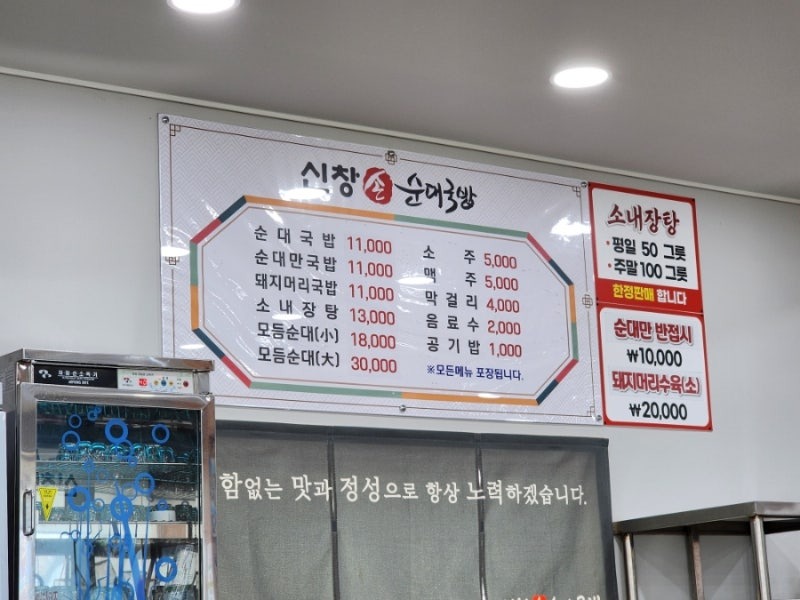 신창 손 순대국밥
순대국밥 11,000
순대만국밥 11,000
돼지머리국밥 11,000
소내장탕 13,000
모듬순대(小) 18,000
모듬순대(大) 30,000
소주 5,000
맥주 5,000
막걸리 4,000
음료수 2,000
공기밥 1,000
※모든메뉴 포장됩니다.
소내장탕
·평일 50 그릇
·주말 100 그릇
한정판매 합니다
순대만 반접시
₩10,000
돼지머리수육(소)
₩20,000
함없는 맛과 정성으로 항상 노력하겠습니다.